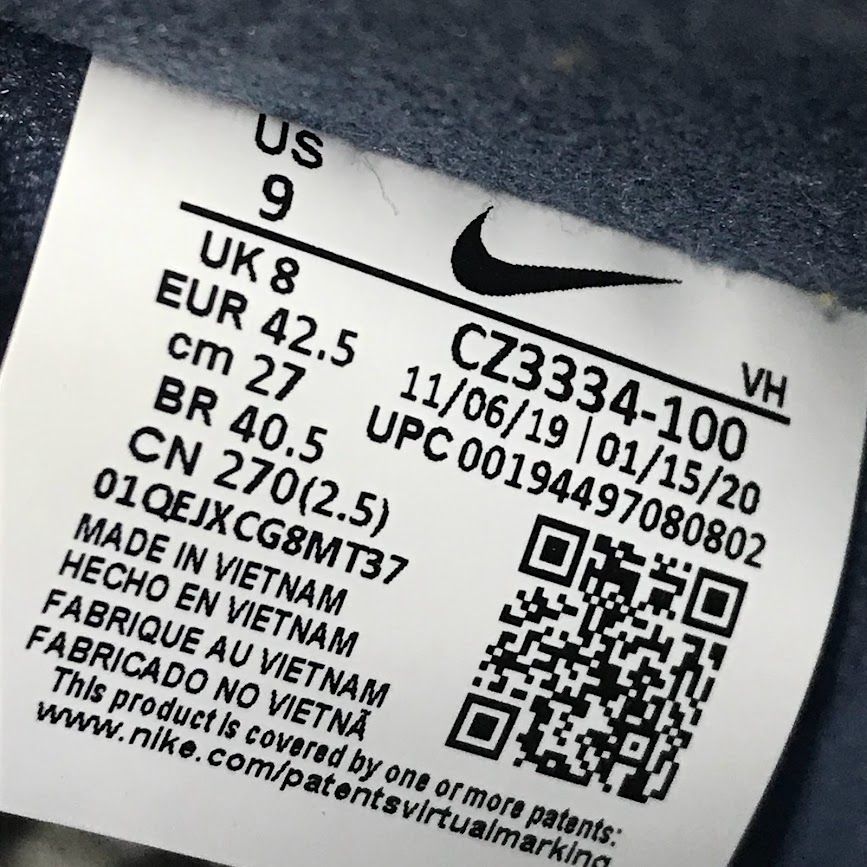 US
9
UK 8
EUR 42.5
cm 27
BR 40.5
CN 270(2.5)
01QEJXCG8MT37
MADE IN VIETNAM
HECHO EN VIETNAM
FABRIQUE AU VIETNAM
FABRICADO NO VIETNÃ
VH
CZ3334-100
11/06/19 | 01/15/20
UPC 00194497080802
This product is covered by one or more patents:
www.nike.com/patentsvirtualmarking